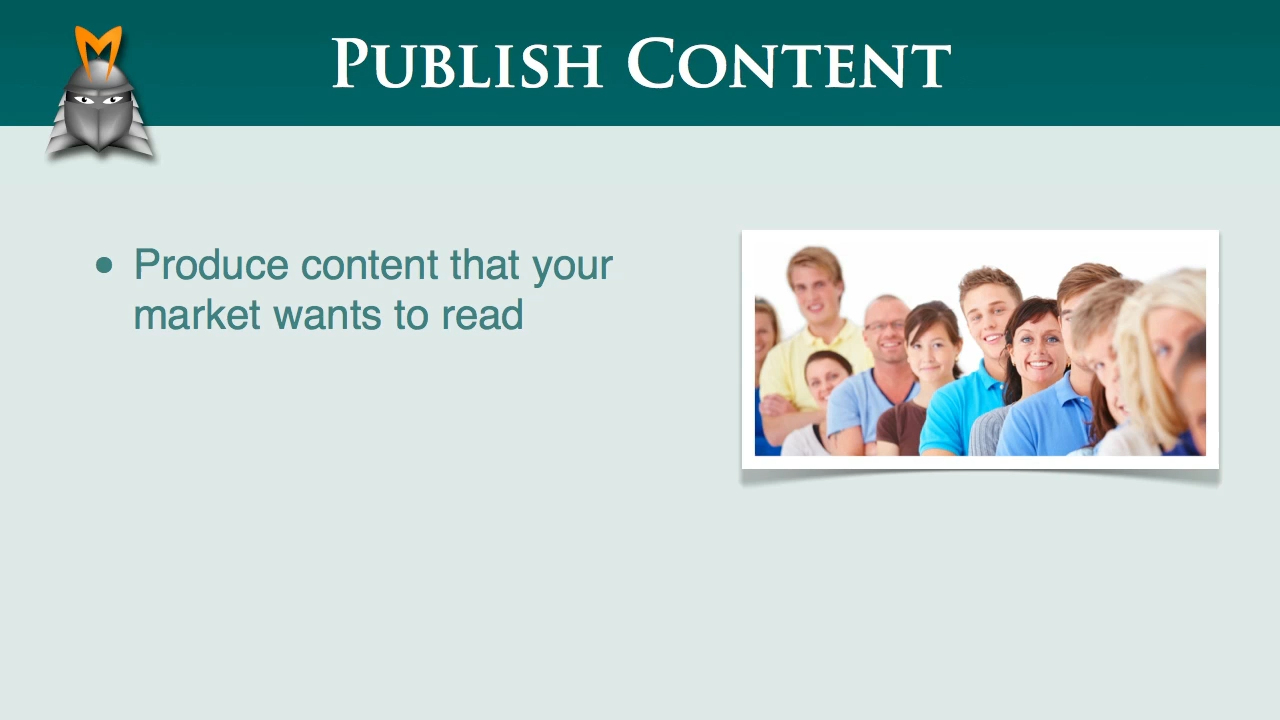 Publish Content
• Produce content that your
market wants to read